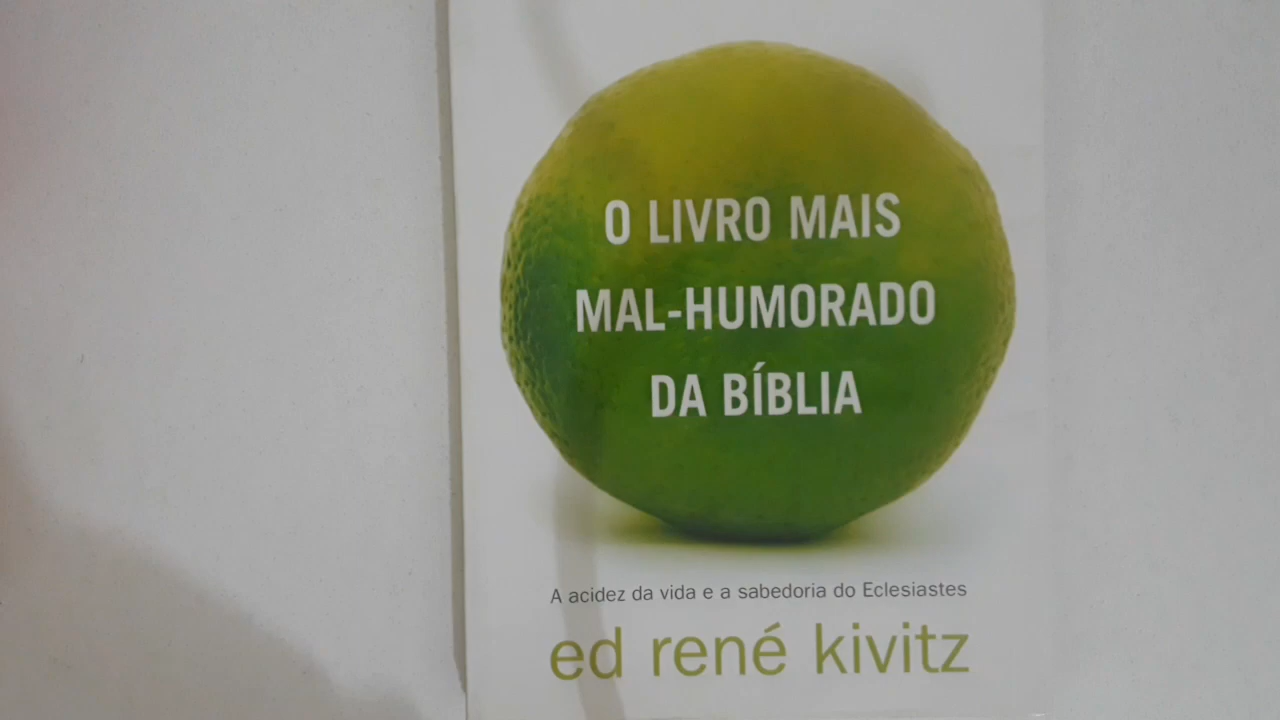 O LIVRO MAIS
MAL-HUMORADO
DA BÍBLIA
A acidez da vida e a sabedoria do Eclesiastes
ed rené kivitz